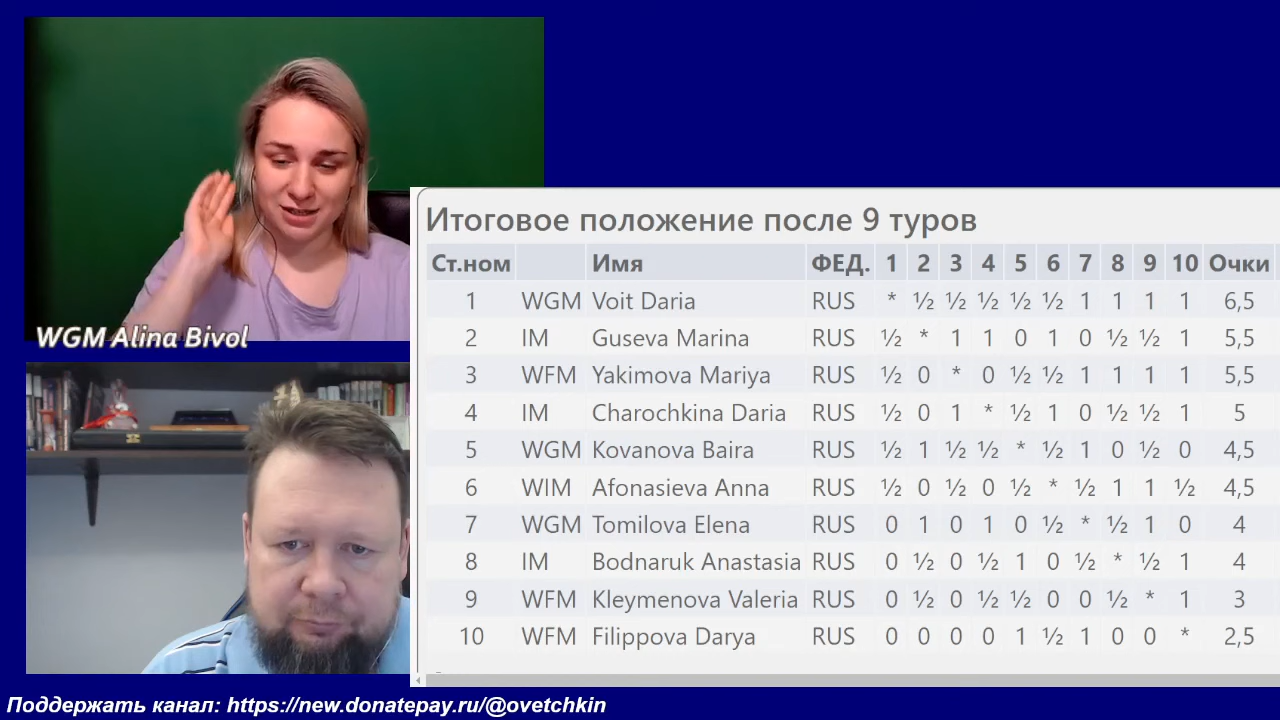 WGM Alina Bivol
Итоговое положение после 9 туров
Ст.ном Имя ФЕД. 1 2 3 4 5 6 7 8 9 10 Очки
1 WGM Voit Daria RUS * ½ ½ ½ ½ ½ 1 1 1 1 6,5
2 IM Guseva Marina RUS ½ * 1 1 0 1 0 ½ ½ 1 5,5
3 WFM Yakimova Mariya RUS ½ 0 * 0 ½ ½ 1 1 1 1 5,5
4 IM Charochkina Daria RUS ½ 0 1 * ½ 1 0 ½ ½ 1 5
5 WGM Kovanova Baira RUS ½ 1 ½ ½ * ½ 1 0 ½ 0 4,5
6 WIM Afonasieva Anna RUS ½ 0 ½ 0 ½ * ½ 1 1 ½ 4,5
7 WGM Tomilova Elena RUS 0 1 0 1 0 ½ * ½ 1 0 4
8 IM Bodnaruk Anastasia RUS 0 ½ 0 ½ 1 0 ½ * ½ 1 4
9 WFM Kleymenova Valeria RUS 0 ½ 0 ½ ½ 0 0 ½ * 1 3
10 WFM Filippova Darya RUS 0 0 0 0 1 ½ 1 0 0 * 2,5
Поддержать канал: https://new.donatepay.ru/@ovetchkin